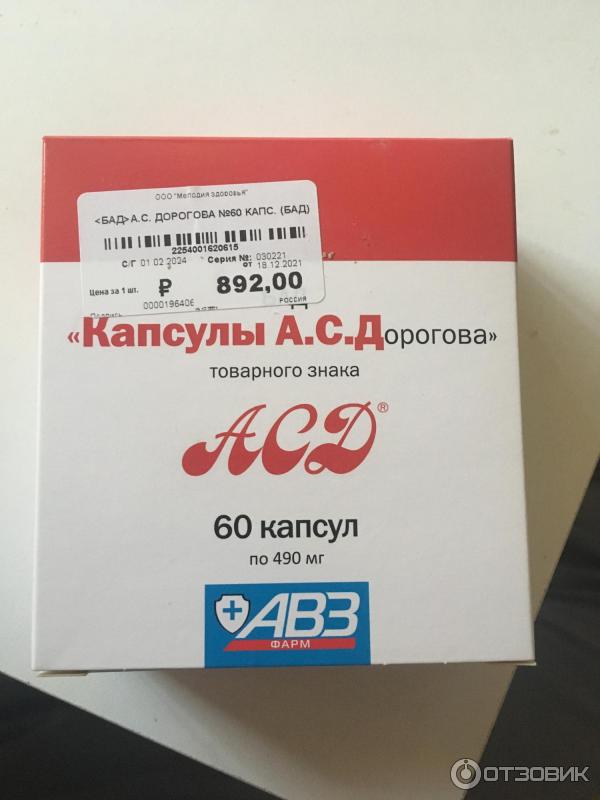 ООО "Мелодия здоровья"
<БАД>А.С. ДОРОГОВА №60 КАПС. (БАД)
2254001620615
С/Г 01 02 2024 Серия №: 030221
от 18.12.2021
Цена за 1 шт. ₽ 892,00
0000196406 РОССИЯ
«Капсулы А.С.Дорогова»
товарного знака
АСД®
60 капсул
по 490 мг
АВЗ
ФАРМ
ОТЗОВИК